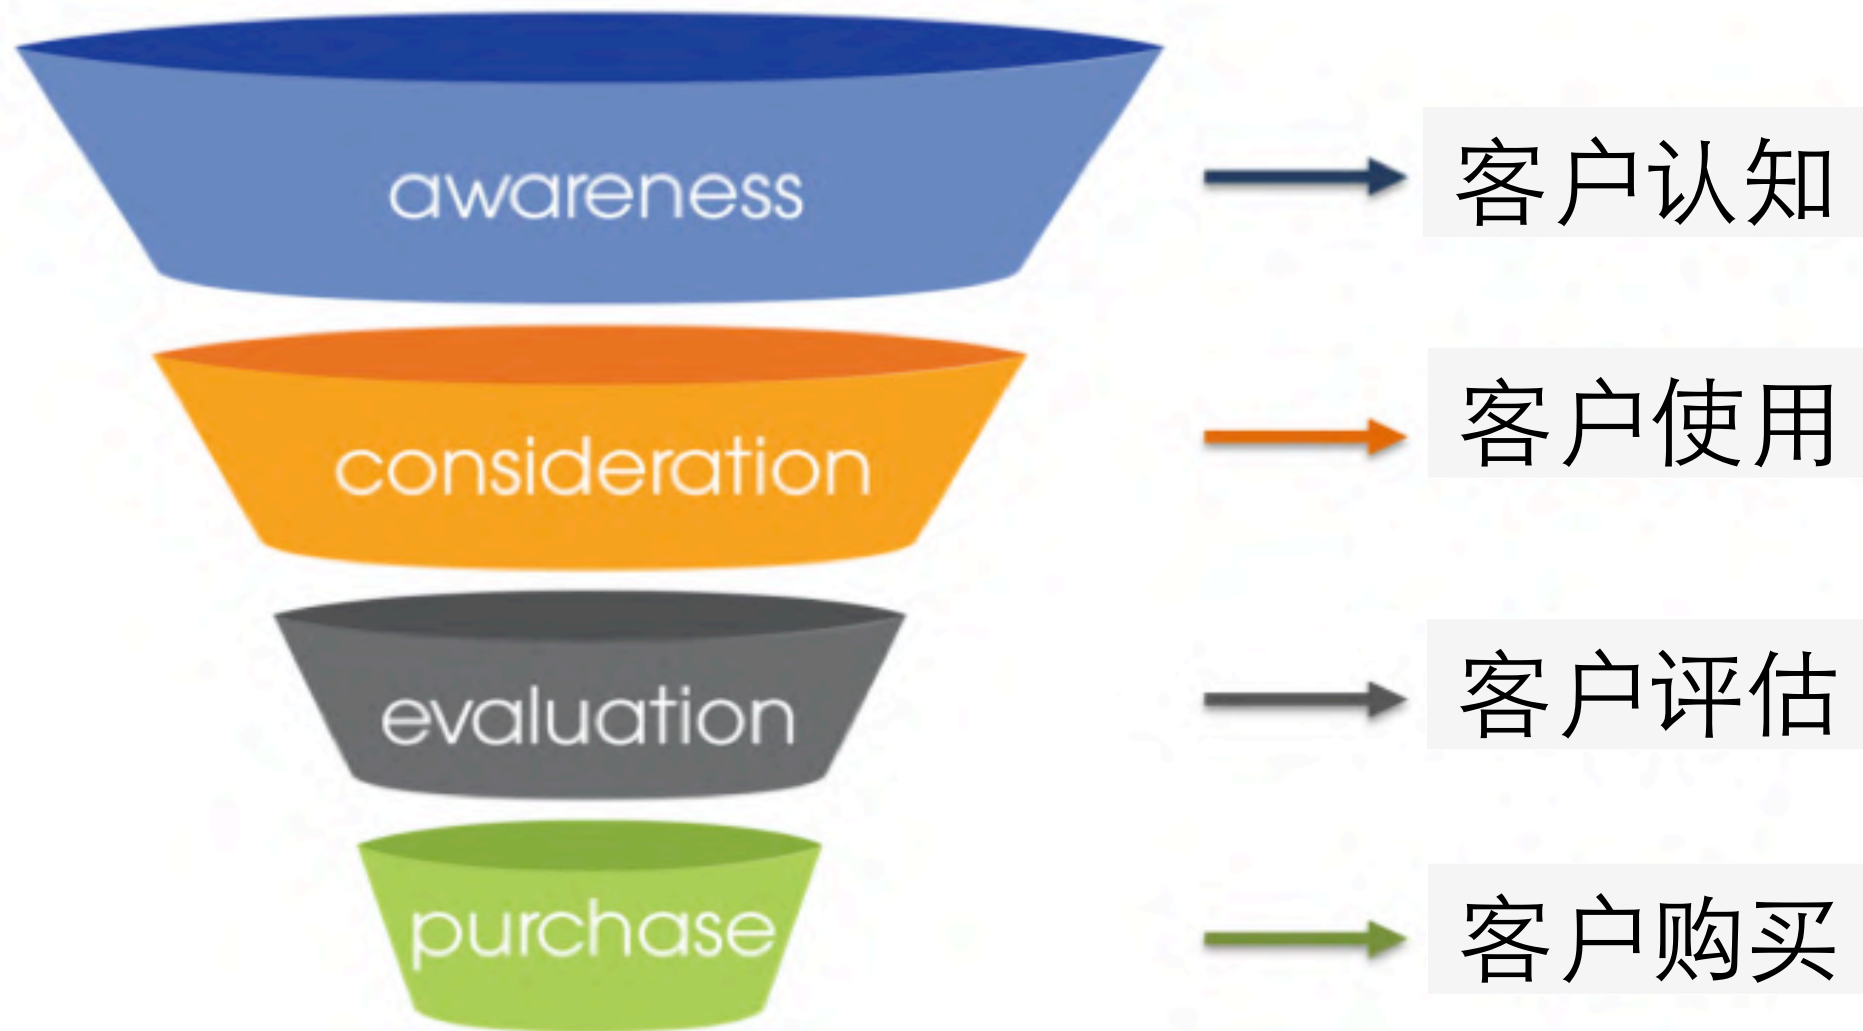 awareness
客户认知
consideration
客户使用
evaluation
客户评估
purchase
客户购买